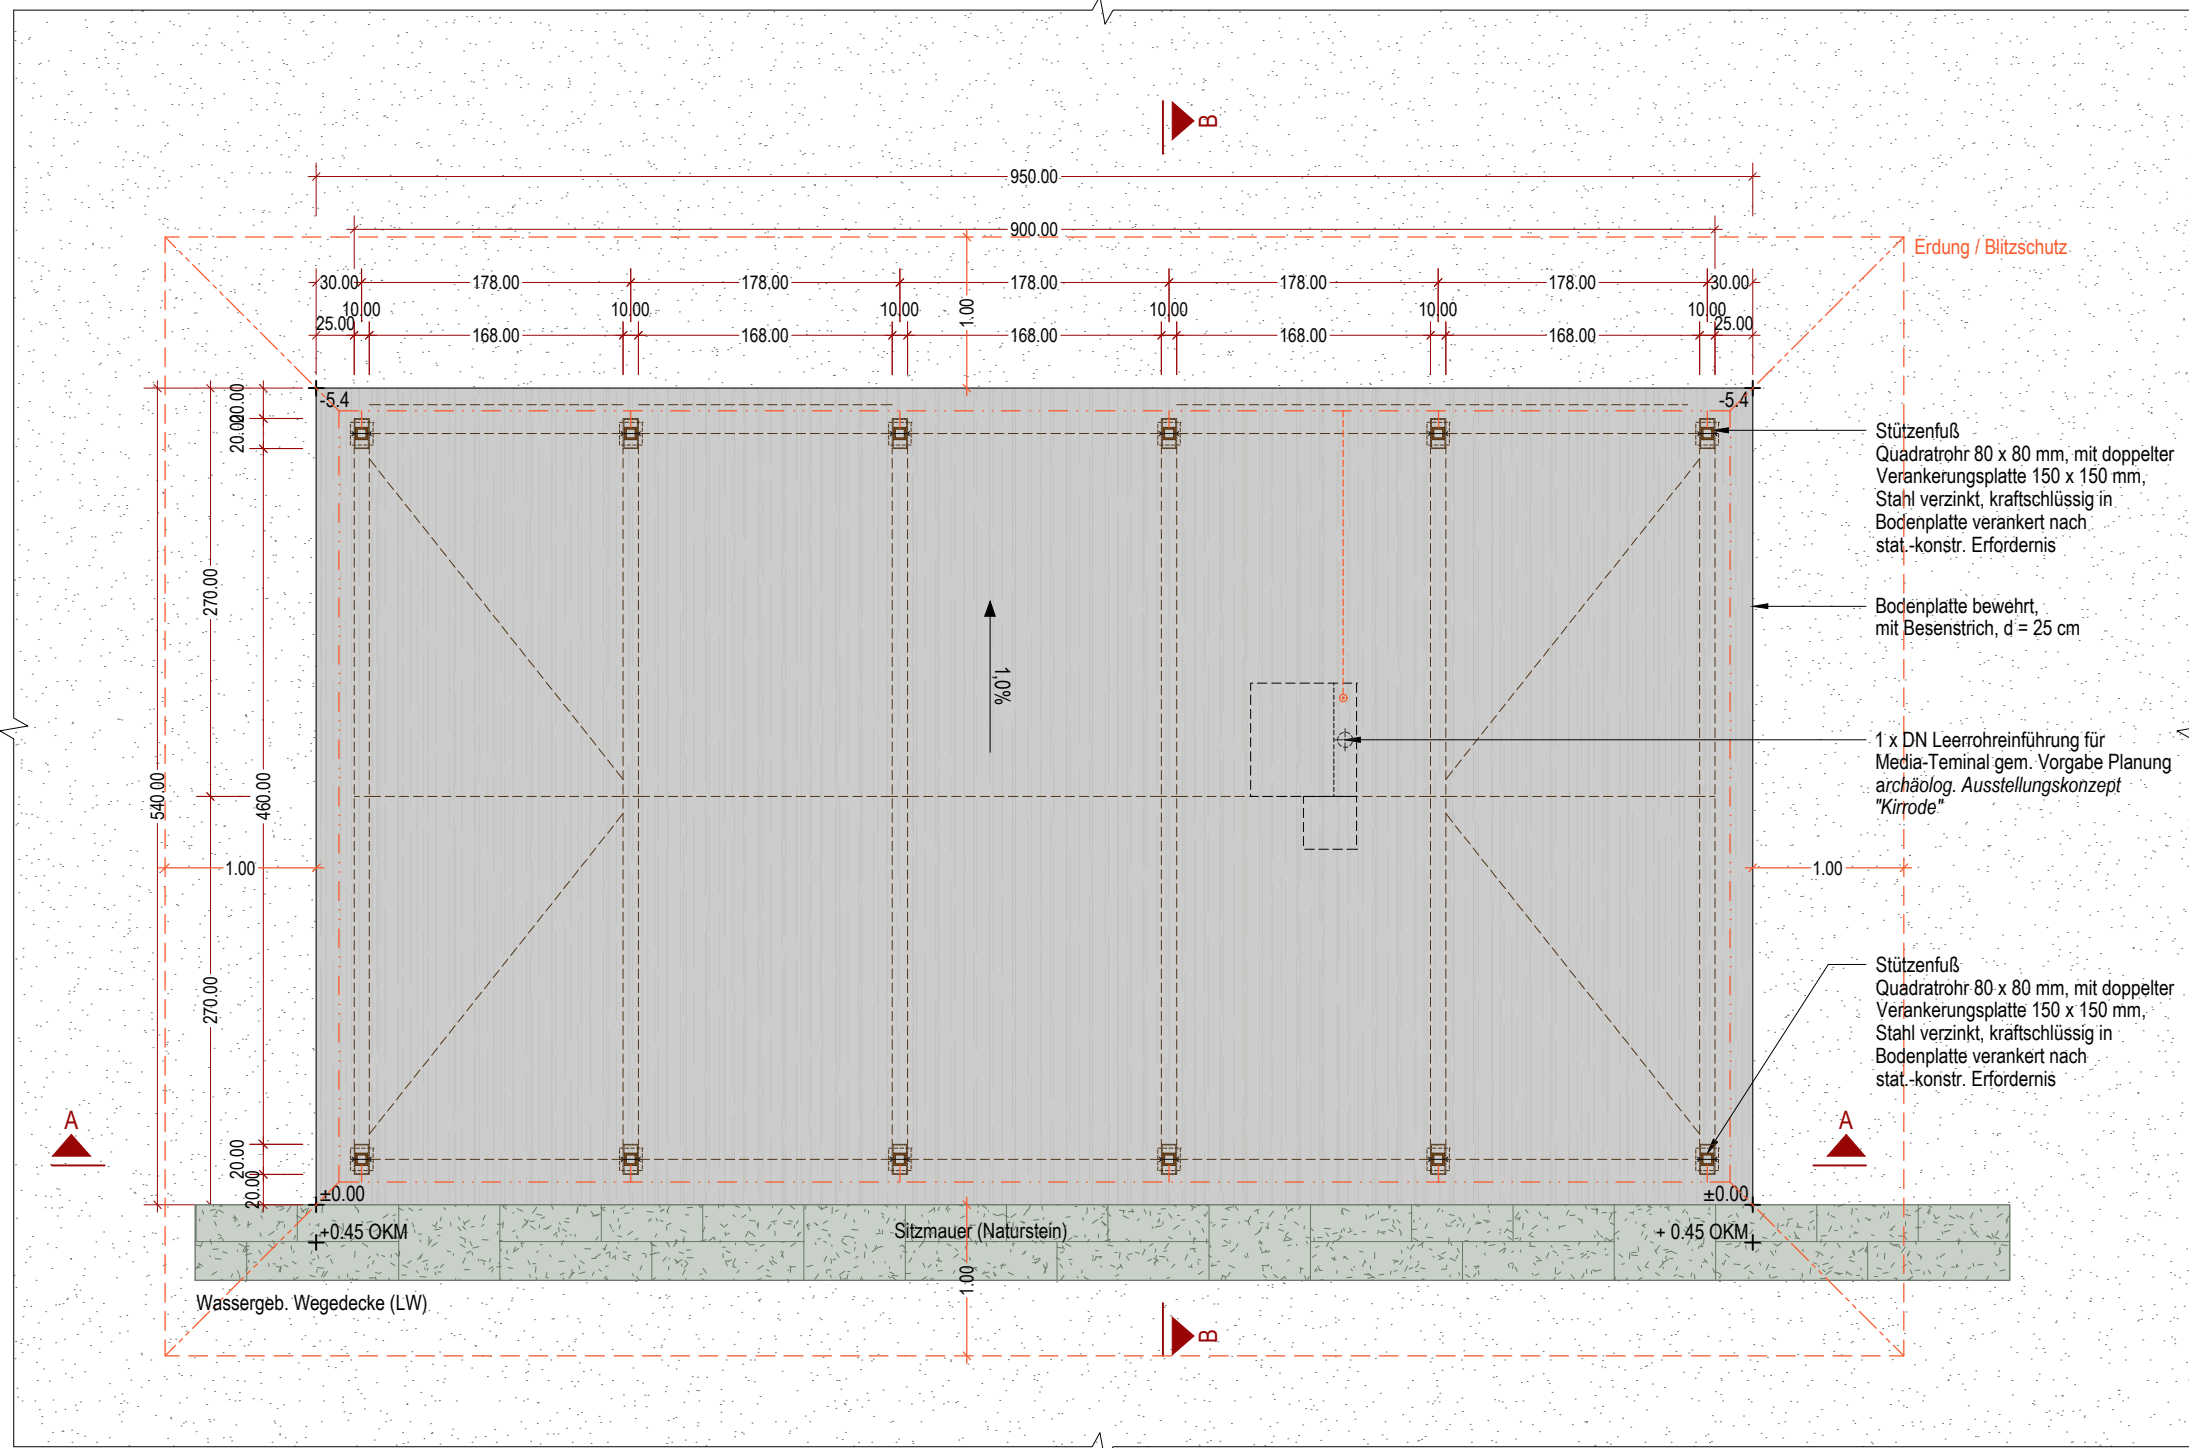 B
950.00
900.00
Erdung / Blitzschutz
30.00 178.00 178.00 178.00 178.00 178.00 30.00
10.00 10.00 10.00 10.00 10.00 10.00
25.00 168.00 168.00 168.00 168.00 168.00 25.00
1.00
-5.4 -5.4
20.00
20.00
270.00
540.00
460.00
270.00
20.00
20.00
1.00
1.00
1,0%
Stützenfuß
Quadratrohr 80 x 80 mm, mit doppelter
Verankerungsplatte 150 x 150 mm,
Stahl verzinkt, kraftschlüssig in
Bodenplatte verankert nach
stat.-konstr. Erfordernis
Bodenplatte bewehrt,
mit Besenstrich, d = 25 cm
1 x DN Leerrohreinführung für
Media-Teminal gem. Vorgabe Planung
archäolog. Ausstellungskonzept
"Kirrode"
Stützenfuß
Quadratrohr 80 x 80 mm, mit doppelter
Verankerungsplatte 150 x 150 mm,
Stahl verzinkt, kraftschlüssig in
Bodenplatte verankert nach
stat.-konstr. Erfordernis
A A
±0.00 ±0.00
+0.45 OKM Sitzmauer (Naturstein) + 0.45 OKM
1.00
Wassergeb. Wegedecke (LW)
B